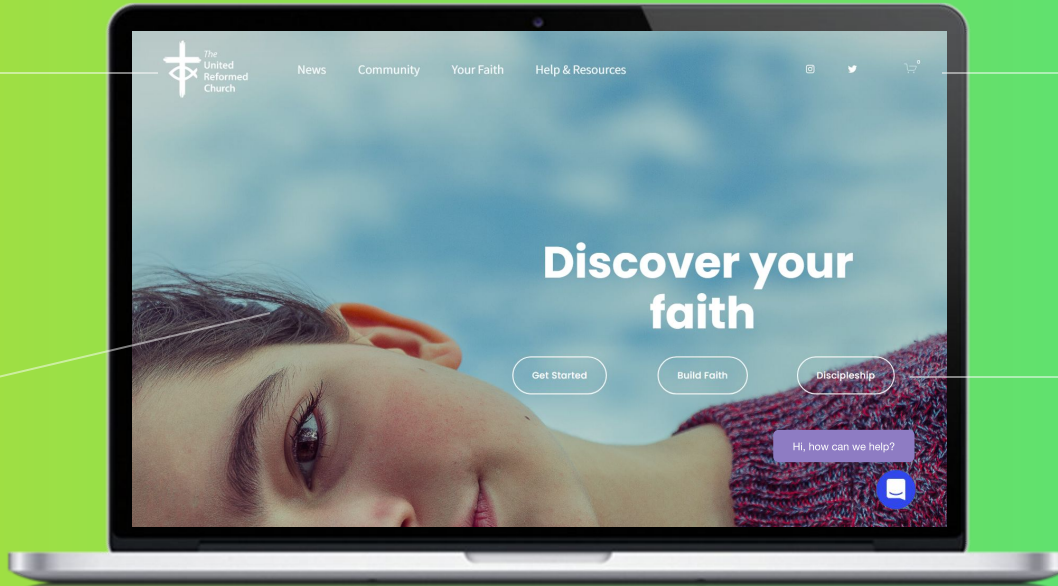 The
United
Reformed
Church
News Community Your Faith Help & Resources
Discover your
faith
Get Started Build Faith Discipleship
Hi, how can we help?